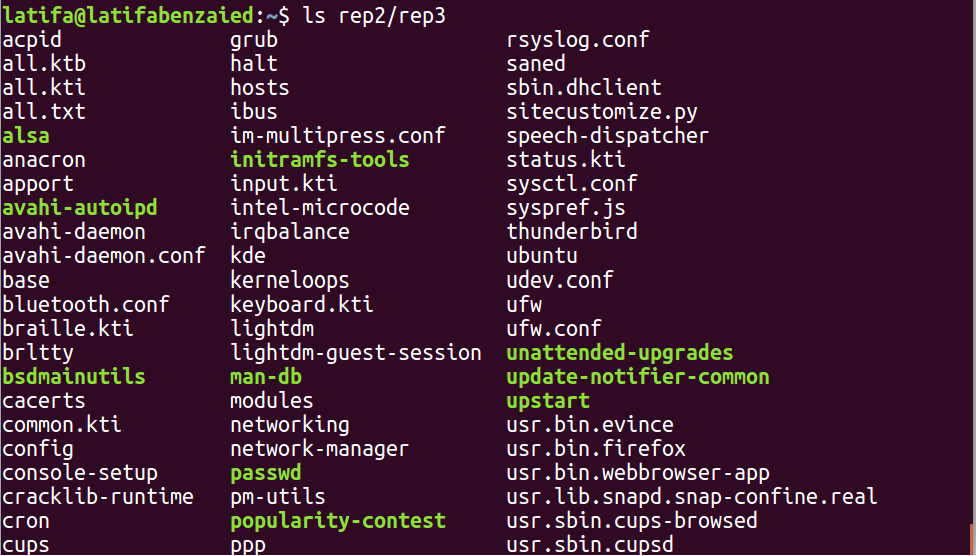 latifa@latifabenzaied:~$ ls rep2/rep3
acpid grub rsyslog.conf
all.ktb halt saned
all.kti hosts sbin.dhclient
all.txt ibus sitecustomize.py
alsa im-multipress.conf speech-dispatcher
anacron initramfs-tools status.kti
apport input.kti sysctl.conf
avahi-autoipd intel-microcode syspref.js
avahi-daemon irqbalance thunderbird
avahi-daemon.conf kde ubuntu
base kerneloops udev.conf
bluetooth.conf keyboard.kti ufw
braille.kti lightdm ufw.conf
brltty lightdm-guest-session unattended-upgrades
bsdmainutils man-db update-notifier-common
cacerts modules upstart
common.kti networking usr.bin.evince
config network-manager usr.bin.firefox
console-setup passwd usr.bin.webbrowser-app
cracklib-runtime pm-utils usr.lib.snapd.snap-confine.real
cron popularity-contest usr.sbin.cups-browsed
cups ppp usr.sbin.cupsd